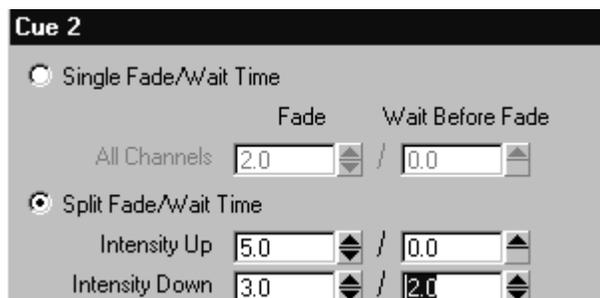 Cue 2
Single Fade/Wait Time
Fade Wait Before Fade
All Channels 2.0 / 0.0
Split Fade/Wait Time
Intensity Up 5.0 / 0.0
Intensity Down 3.0 / 2.0